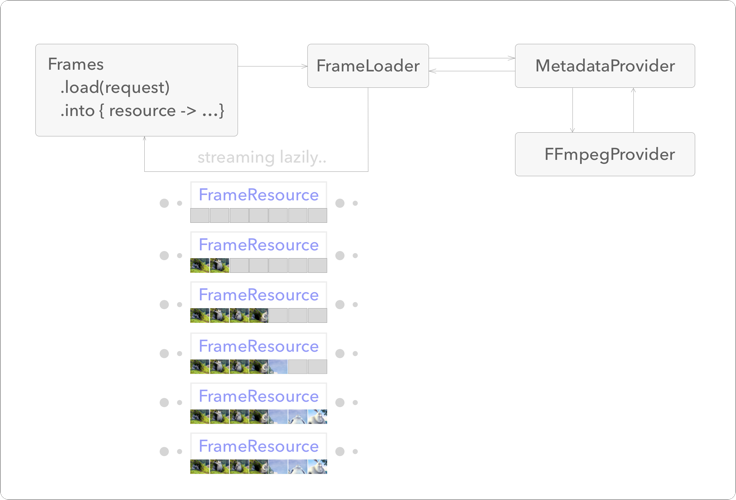 Frames
.load(request)
.into { resource -> ...}
FrameLoader
MetadataProvider
FFmpegProvider
streaming lazily..
FrameResource
FrameResource
FrameResource
FrameResource
FrameResource
FrameResource